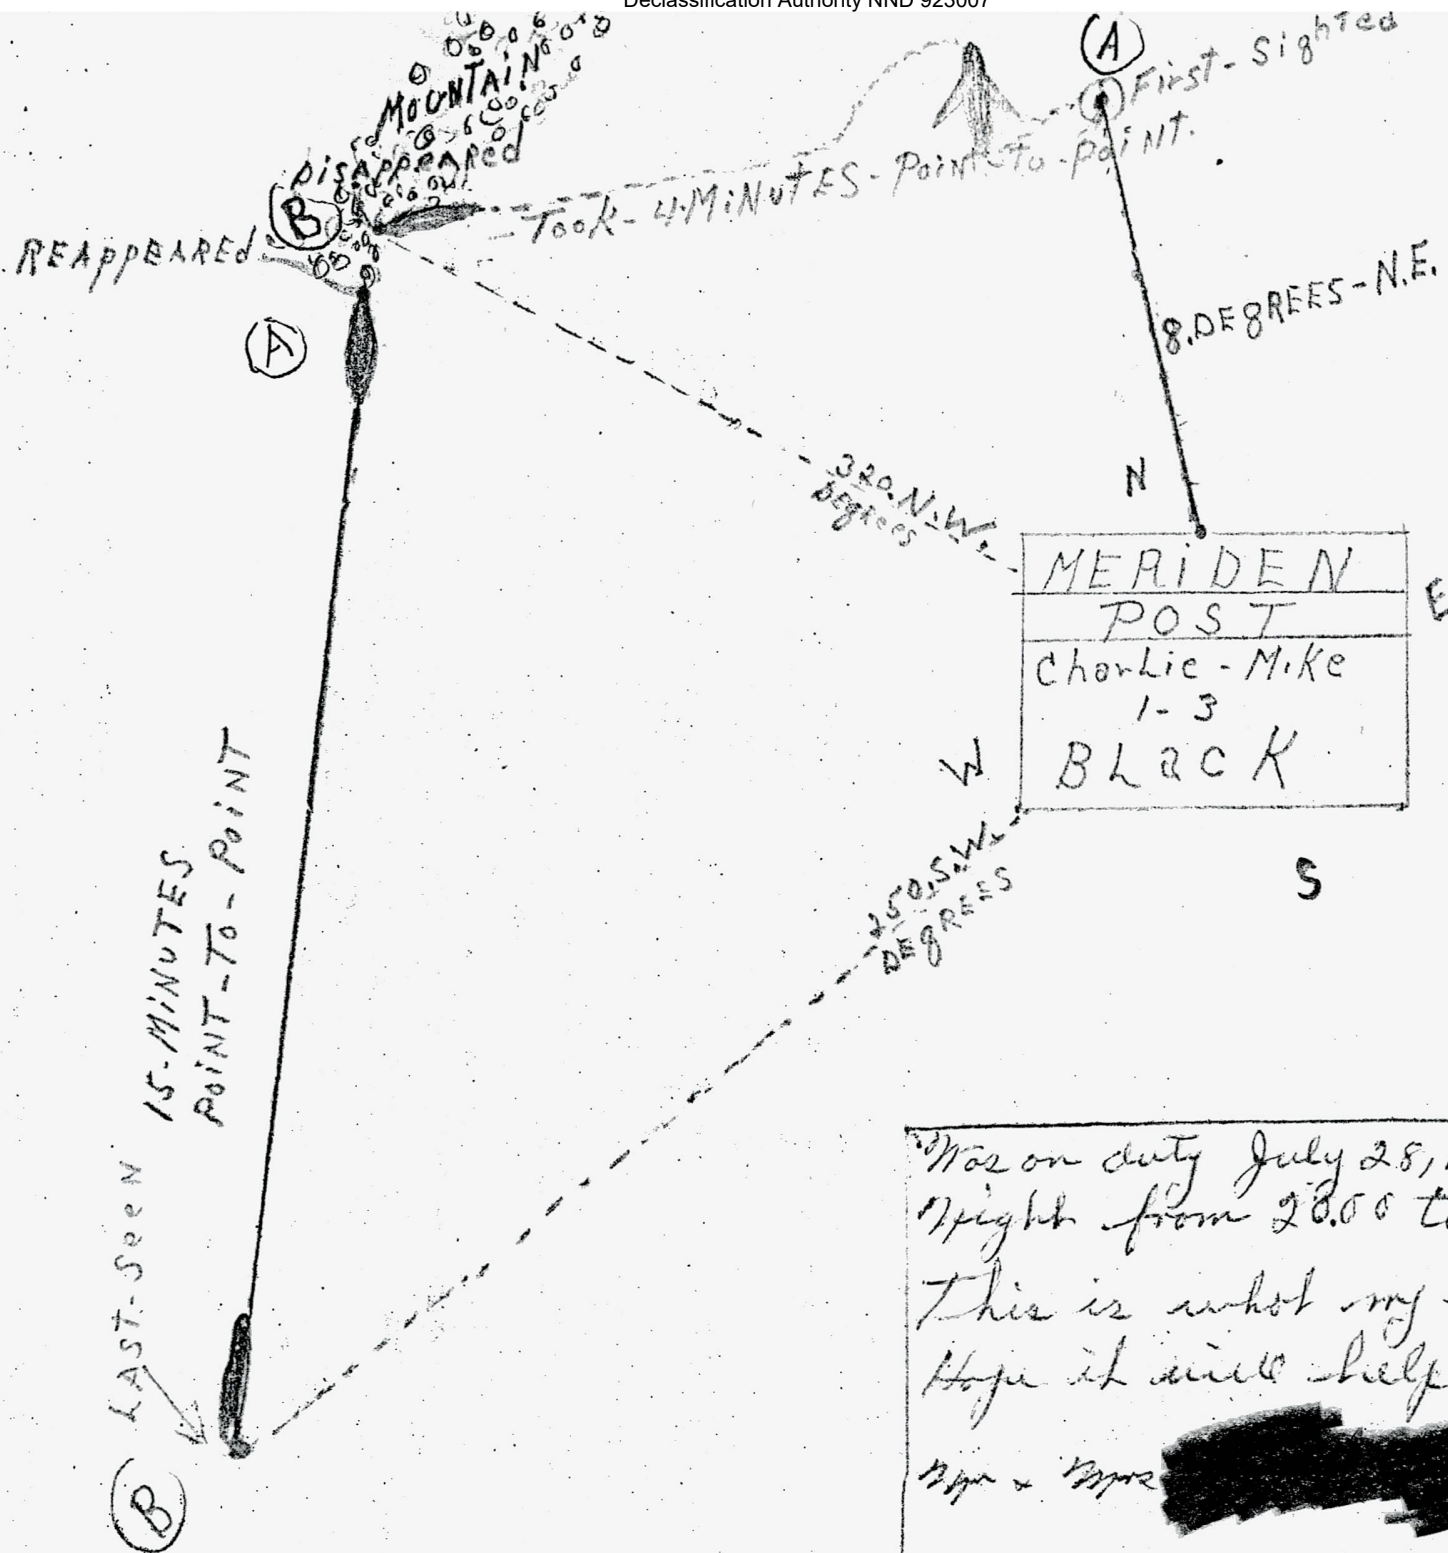 Declassification Authority NND 923007
A
First-Sighted
MOUNTAiN
DiSAppeAREd
B
Took-4-MiNUTES-PoiNT-To-poiNT.
REAppEAREd
8.DEgREES-N.E.
A
320.N.W.
DEgREES
N
MERiDEN
POST
E
CharLie-Mike
1-3
BLacK
W
15-MiNUTES
PoiNT-To-PoiNT
250.S.W.
DEgREES
S
LAST-SeeN
B
Was on duty July 28,
Night from 20.00 to
This is what my
Hope it will help
Mr & Mrs